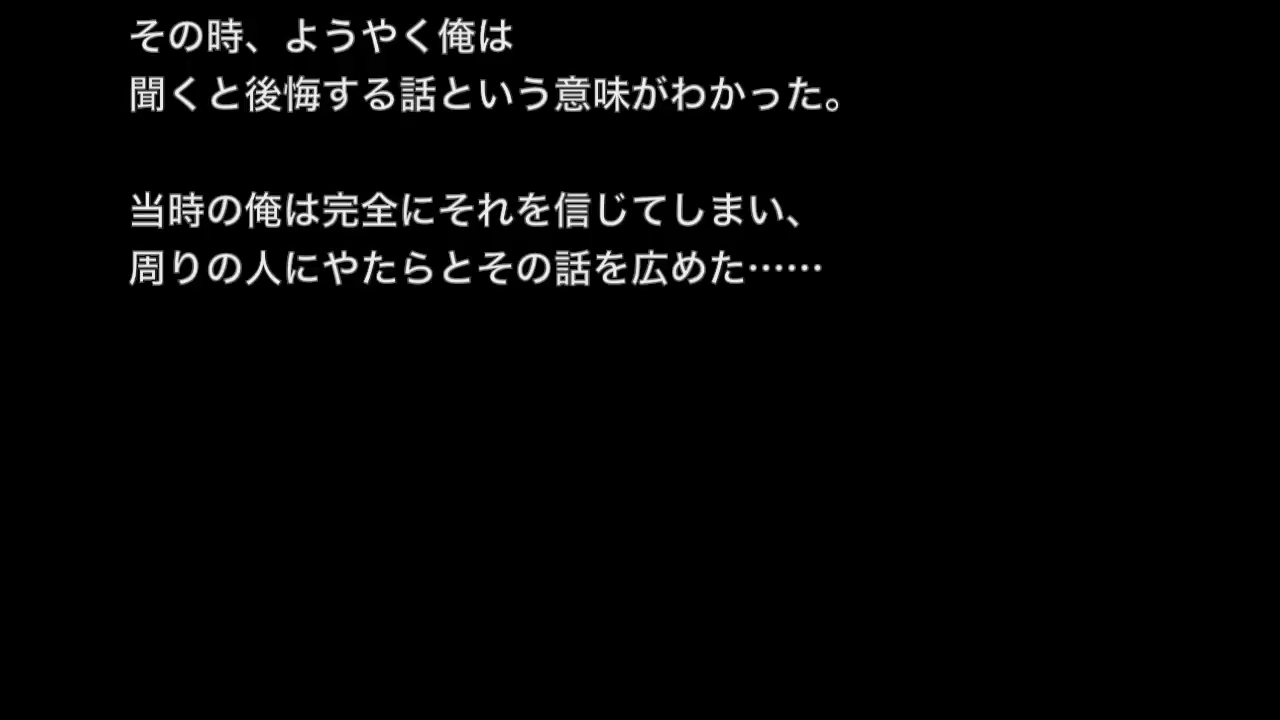 その時、ようやく俺は
聞くと後悔する話という意味がわかった。
当時の俺は完全にそれを信じてしまい、
周りの人にやたらとその話を広めた……